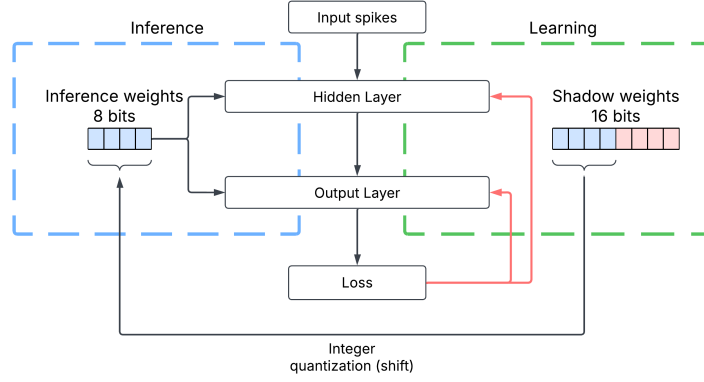 Input spikes
Inference
Learning
Inference weights
8 bits
Hidden Layer
Shadow weights
16 bits
Output Layer
Loss
Integer
quantization (shift)